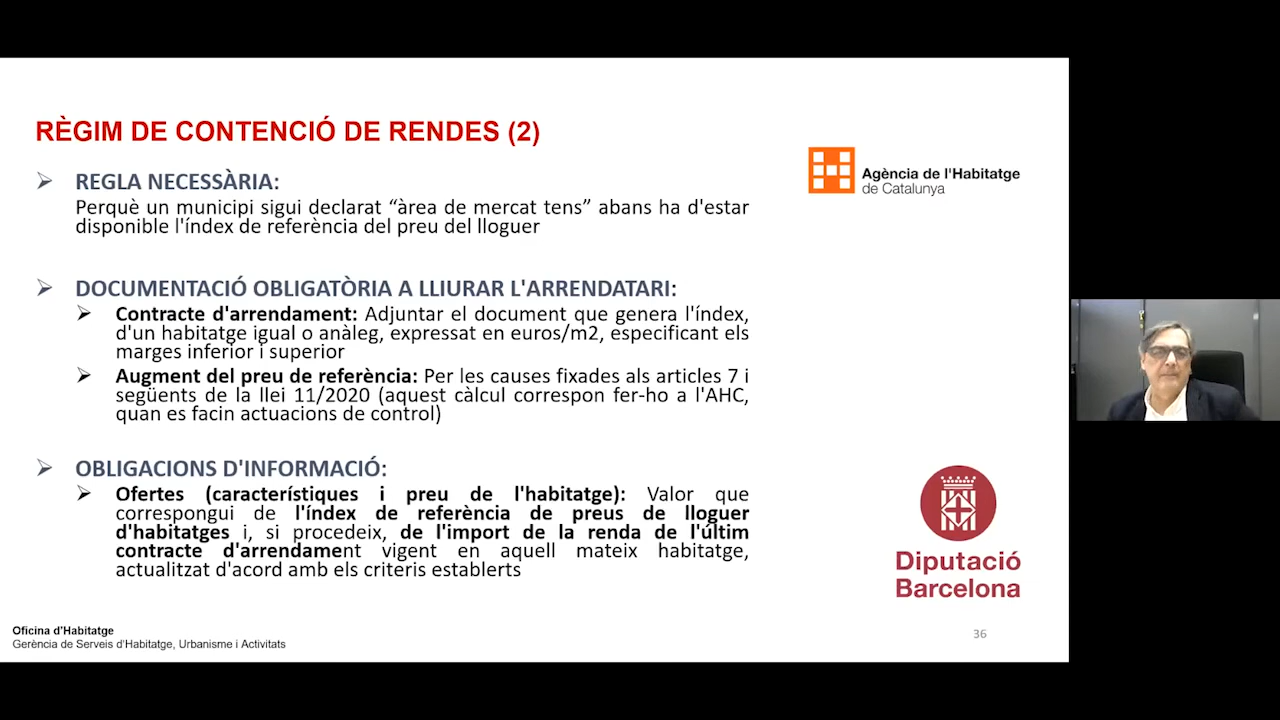 RÈGIM DE CONTENCIÓ DE RENDES (2)
REGLA NECESSÀRIA:
Perquè un municipi sigui declarat “àrea de mercat tens” abans ha d'estar
disponible l'índex de referència del preu del lloguer
DOCUMENTACIÓ OBLIGATÒRIA A LLIURAR L'ARRENDATARI:
Contracte d'arrendament: Adjuntar el document que genera l'índex,
d'un habitatge igual o anàleg, expressat en euros/m2, especificant els
marges inferior i superior
Augment del preu de referència: Per les causes fixades als articles 7 i
següents de la llei 11/2020 (aquest càlcul correspon fer-ho a l'AHC,
quan es facin actuacions de control)
OBLIGACIONS D'INFORMACIÓ:
Ofertes (característiques i preu de l'habitatge): Valor que
correspongui de l'índex de referència de preus de lloguer
d'habitatges i, si procedeix, de l'import de la renda de l'últim
contracte d'arrendament vigent en aquell mateix habitatge,
actualitzat d'acord amb els criteris establerts
Agència de l'Habitatge
de Catalunya
Diputació
Barcelona
Oficina d'Habitatge
Gerència de Serveis d'Habitatge, Urbanisme i Activitats
36